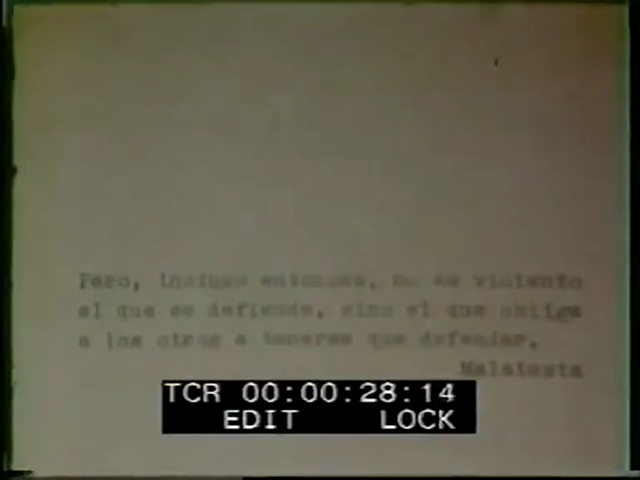 Pero, incluso entonces, no es violento
el que se defiende, sino el que obliga
a los otros a tenerse que defender.
Malatesta
TCR 00:00:28:14
EDIT LOCK